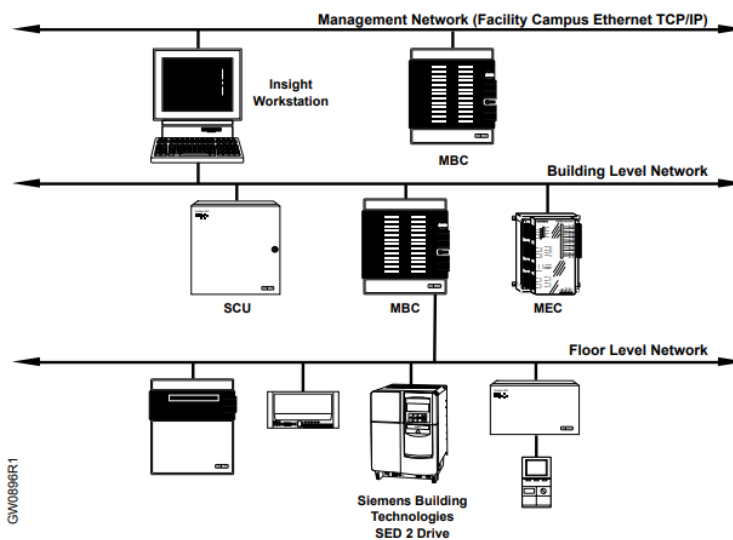 Management Network (Facility Campus Ethernet TCP/IP)
Insight
Workstation
MBC
Building Level Network
SCU
MBC
MEC
Floor Level Network
Siemens Building
Technologies
SED 2 Drive
GW0896R1